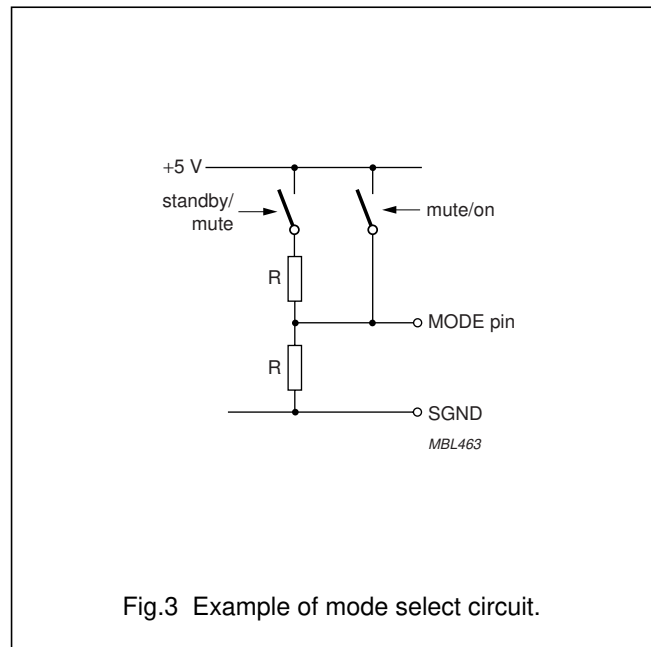 +5 V
standby/
mute
mute/on
R
MODE pin
R
SGND
MBL463
Fig.3 Example of mode select circuit.